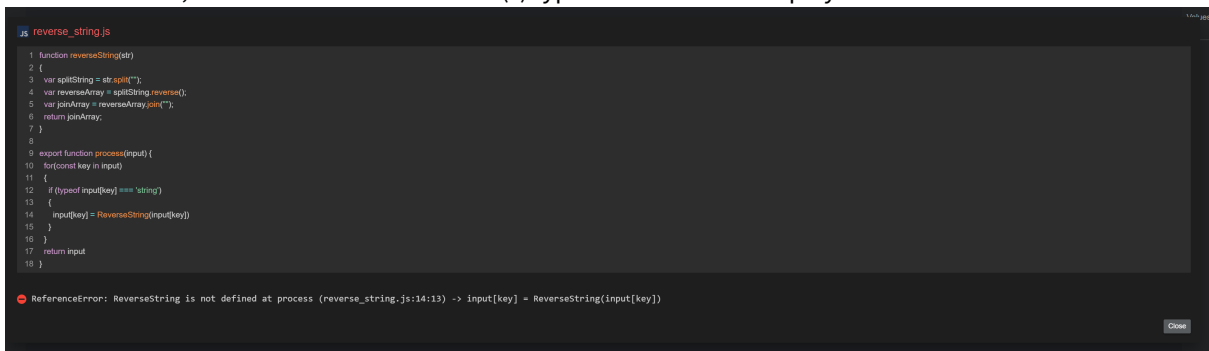 JS reverse_string.js
1 function reverseString(str)
2 {
3 var splitString = str.split("");
4 var reverseArray = splitString.reverse();
5 var joinArray = reverseArray.join("");
6 return joinArray;
7 }
8
9 export function process(input) {
10 for(const key in input)
11 {
12 if (typeof input[key] === 'string')
13 {
14 input[key] = ReverseString(input[key])
15 }
16 }
17 return input
18 }
ReferenceError: ReverseString is not defined at process (reverse_string.js:14:13) -> input[key] = ReverseString(input[key])
Close